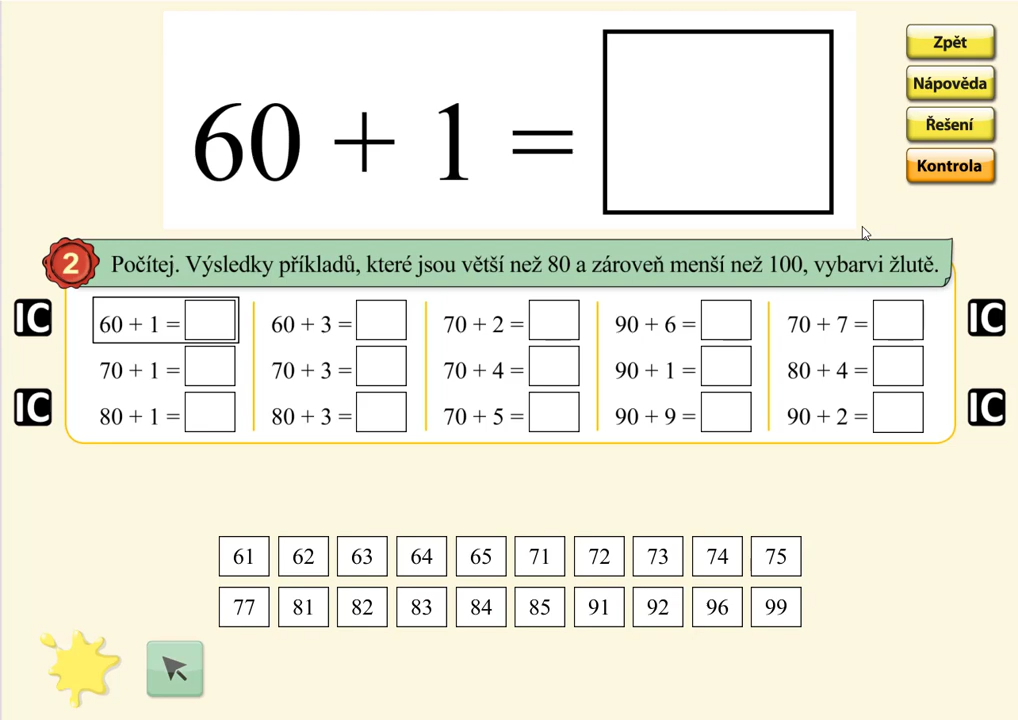 60 + 1 =
Zpět
Nápověda
Řešení
Kontrola
2 Počítej. Výsledky příkladů, které jsou větší než 80 a zároveň menší než 100, vybarvi žlutě.
IC 60 + 1 = 60 + 3 = 70 + 2 = 90 + 6 = 70 + 7 = IC
70 + 1 = 70 + 3 = 70 + 4 = 90 + 1 = 80 + 4 =
IC 80 + 1 = 80 + 3 = 70 + 5 = 90 + 9 = 90 + 2 = IC
61 62 63 64 65 71 72 73 74 75
77 81 82 83 84 85 91 92 96 99